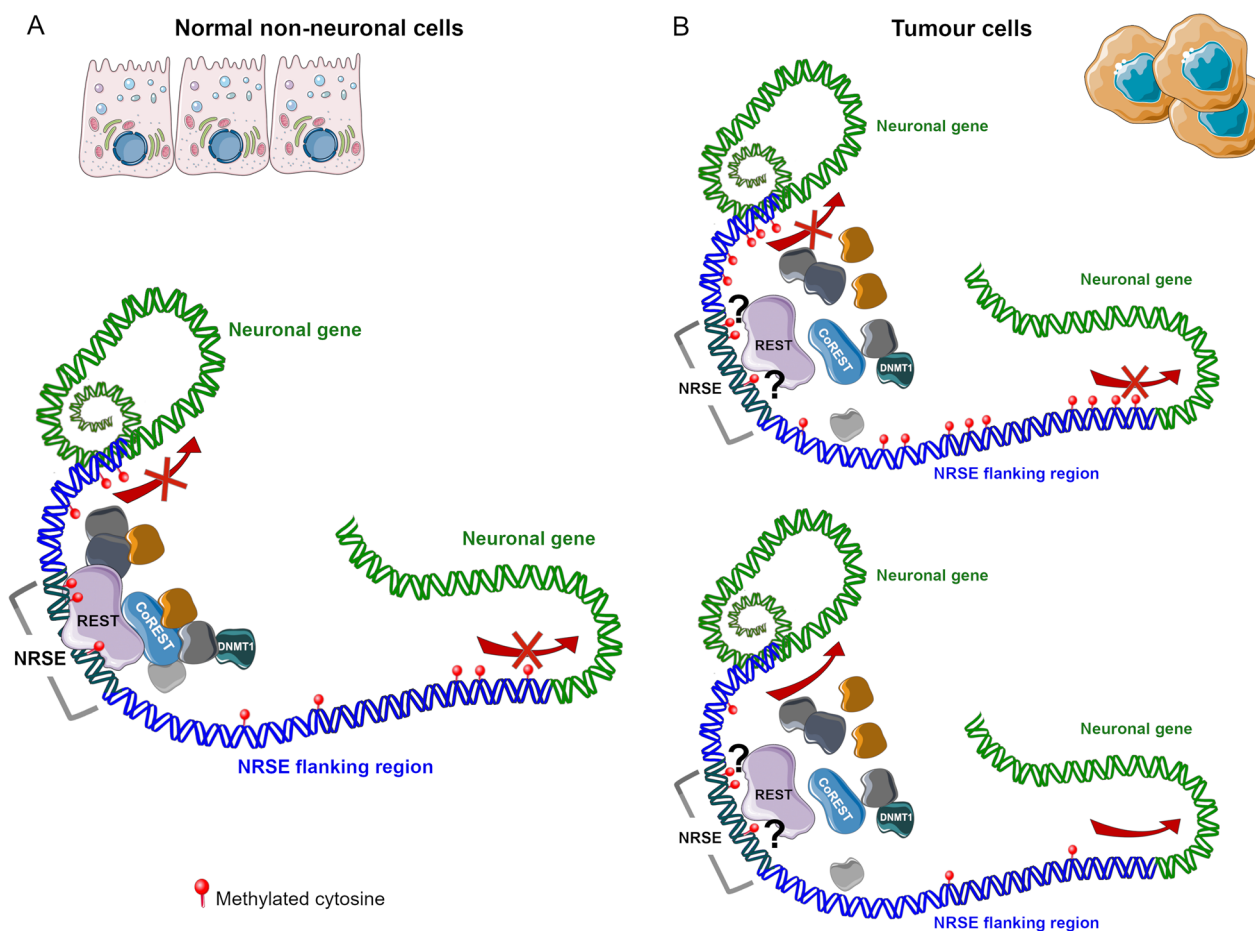 A
Normal non-neuronal cells
Neuronal gene
REST
CoREST
DNMT1
NRSE
Neuronal gene
NRSE flanking region
Methylated cytosine
B
Tumour cells
Neuronal gene
?
REST
CoREST
DNMT1
?
NRSE
Neuronal gene
NRSE flanking region
Neuronal gene
?
REST
CoREST
DNMT1
?
NRSE
Neuronal gene
NRSE flanking region